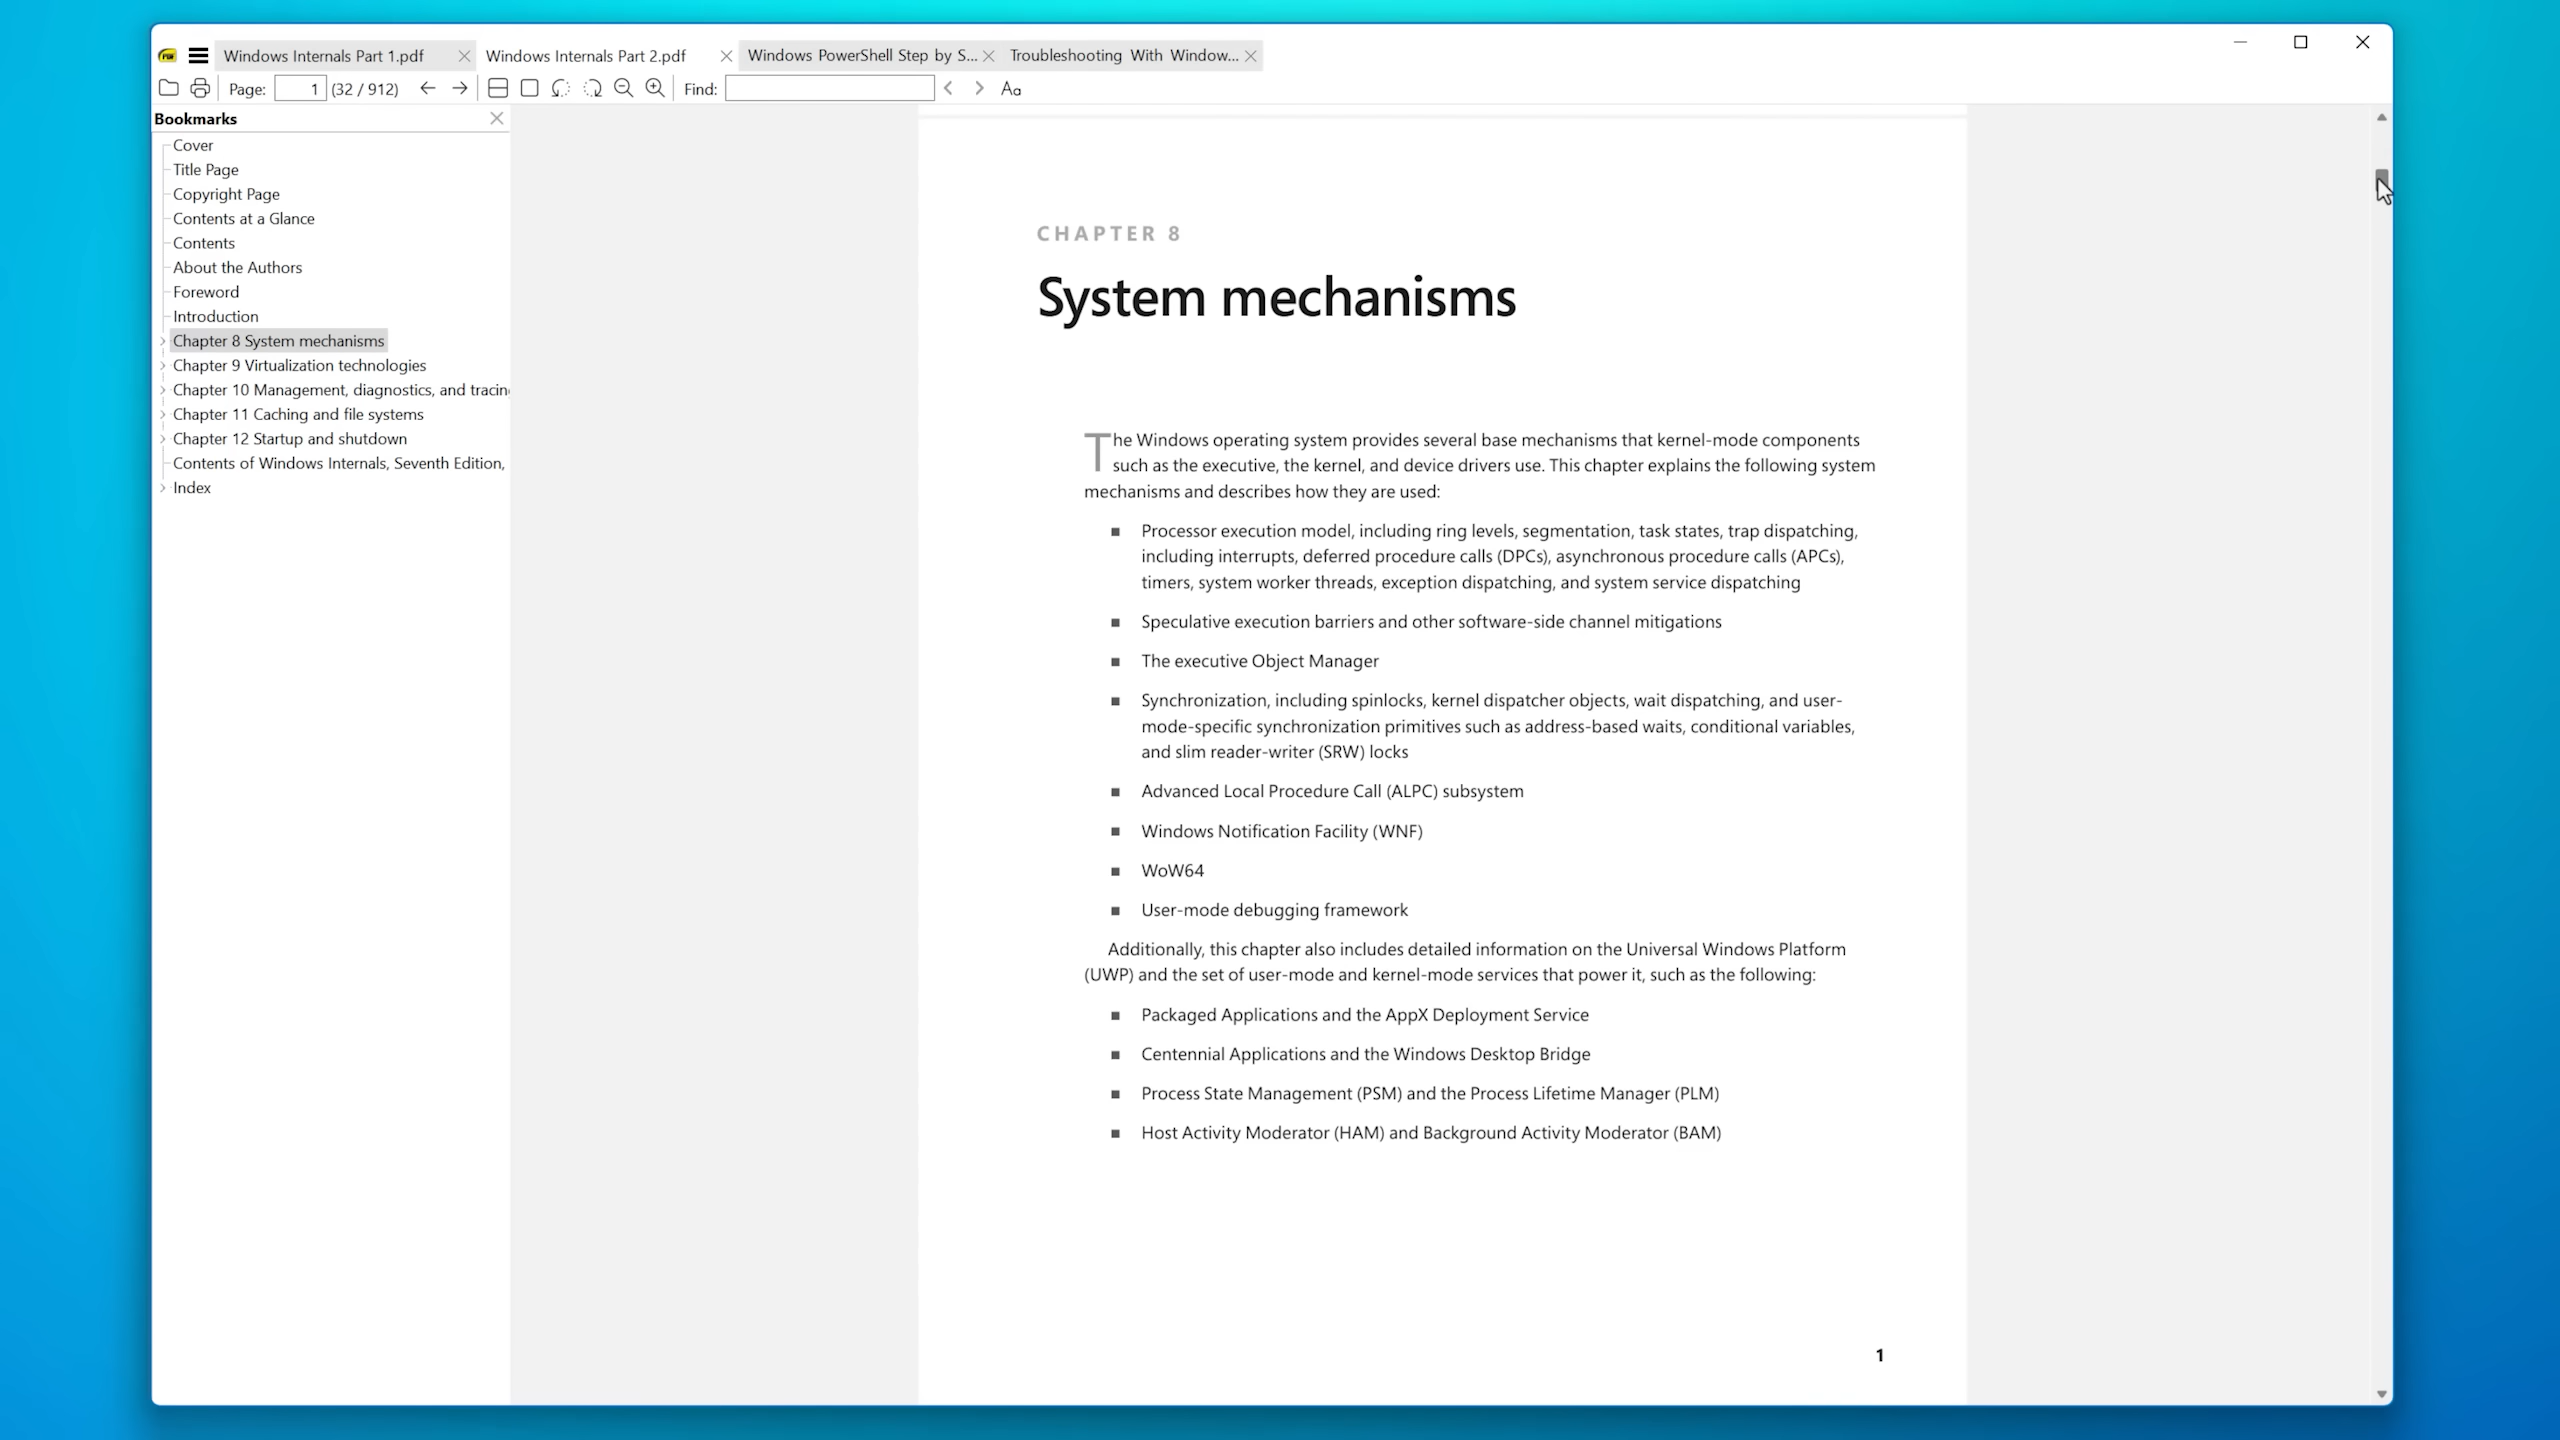 Windows Internals Part 1.pdf
Windows Internals Part 2.pdf
Windows PowerShell Step by S...
Troubleshooting With Window...
Page: 1 (32 / 912)
Find:
Aa
Bookmarks
Cover
Title Page
Copyright Page
Contents at a Glance
Contents
About the Authors
Foreword
Introduction
Chapter 8 System mechanisms
Chapter 9 Virtualization technologies
Chapter 10 Management, diagnostics, and tracin
Chapter 11 Caching and file systems
Chapter 12 Startup and shutdown
Contents of Windows Internals, Seventh Edition,
Index
CHAPTER 8
System mechanisms
The Windows operating system provides several base mechanisms that kernel-mode components
such as the executive, the kernel, and device drivers use. This chapter explains the following system
mechanisms and describes how they are used:
■ Processor execution model, including ring levels, segmentation, task states, trap dispatching,
including interrupts, deferred procedure calls (DPCs), asynchronous procedure calls (APCs),
timers, system worker threads, exception dispatching, and system service dispatching
■ Speculative execution barriers and other software-side channel mitigations
■ The executive Object Manager
■ Synchronization, including spinlocks, kernel dispatcher objects, wait dispatching, and user-
mode-specific synchronization primitives such as address-based waits, conditional variables,
and slim reader-writer (SRW) locks
■ Advanced Local Procedure Call (ALPC) subsystem
■ Windows Notification Facility (WNF)
■ WoW64
■ User-mode debugging framework
Additionally, this chapter also includes detailed information on the Universal Windows Platform
(UWP) and the set of user-mode and kernel-mode services that power it, such as the following:
■ Packaged Applications and the AppX Deployment Service
■ Centennial Applications and the Windows Desktop Bridge
■ Process State Management (PSM) and the Process Lifetime Manager (PLM)
■ Host Activity Moderator (HAM) and Background Activity Moderator (BAM)
1